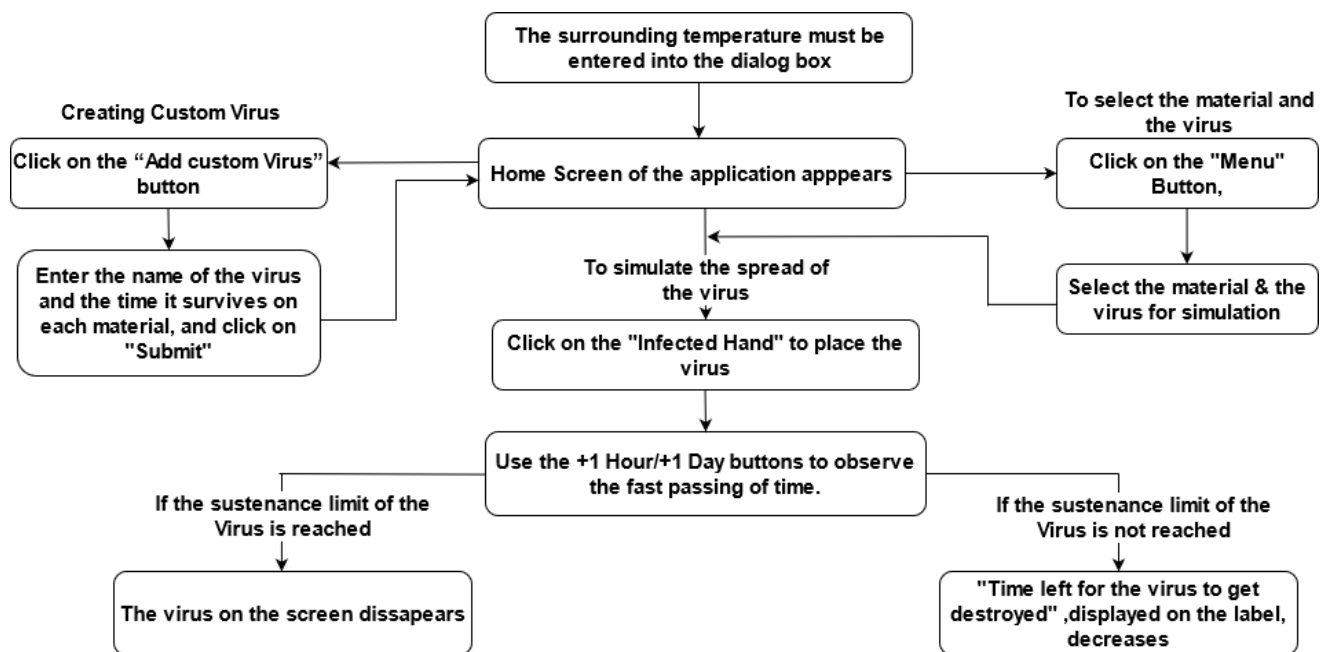 The surrounding temperature must be
entered into the dialog box
Creating Custom Virus
Click on the “Add custom Virus”
button
Enter the name of the virus
and the time it survives on
each material, and click on
"Submit"
Home Screen of the application apppears
To select the material and
the virus
Click on the "Menu"
Button,
Select the material & the
virus for simulation
To simulate the spread of
the virus
Click on the "Infected Hand" to place the
virus
Use the +1 Hour/+1 Day buttons to observe
the fast passing of time.
If the sustenance limit of the
Virus is reached
The virus on the screen dissapears
If the sustenance limit of the
Virus is not reached
"Time left for the virus to get
destroyed" ,displayed on the label,
decreases